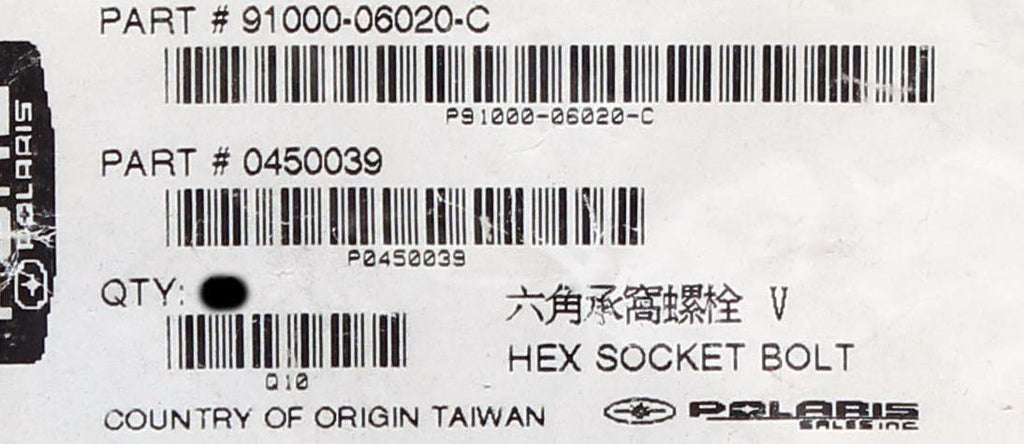 PART # 91000-06020-C
P91000-06020-C
PART # 0450039
P0450039
QTY:
Q10
六角承窩螺栓 V
HEX SOCKET BOLT
COUNTRY OF ORIGIN TAIWAN
POLARIS
SALES INC
POLARIS